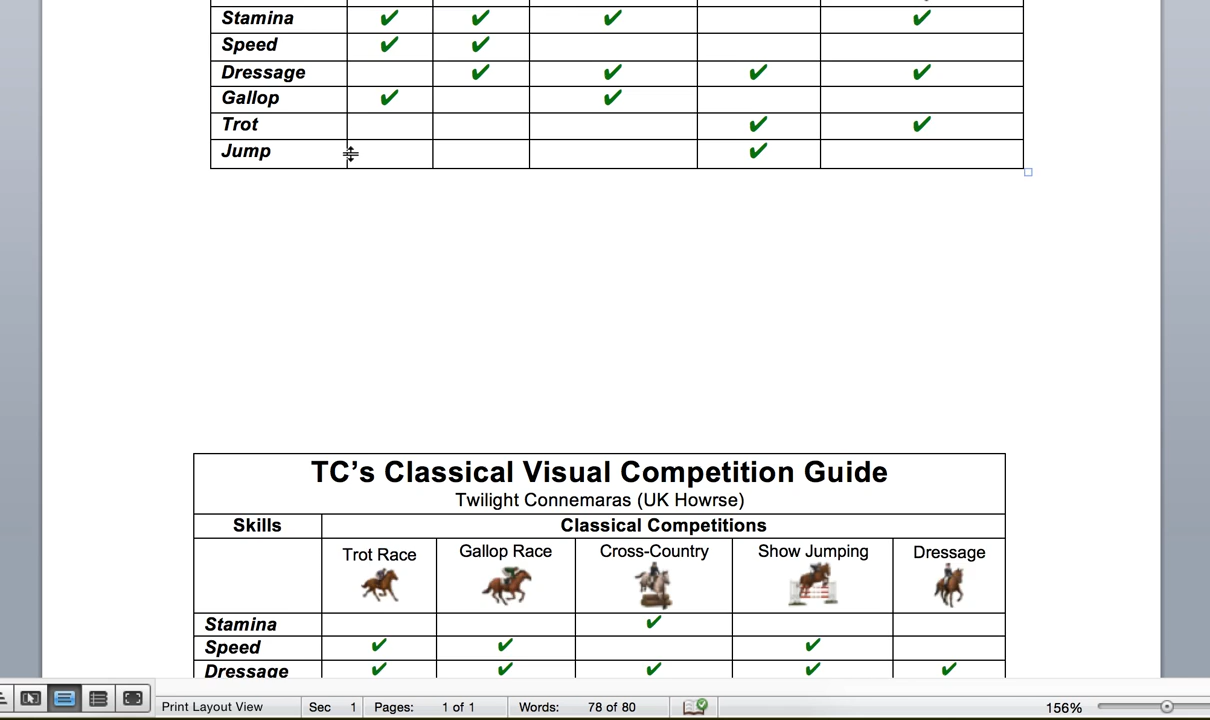 Stamina ✔ ✔ ✔ ✔
Speed ✔ ✔
Dressage ✔ ✔ ✔ ✔
Gallop ✔ ✔
Trot ✔ ✔
Jump ✔
TC’s Classical Visual Competition Guide
Twilight Connemaras (UK Howrse)
Skills Classical Competitions
Trot Race Gallop Race Cross-Country Show Jumping Dressage
Stamina ✔
Speed ✔ ✔ ✔
Dressage ✔ ✔ ✔ ✔ ✔
Print Layout View Sec 1 Pages: 1 of 1 Words: 78 of 80 156%